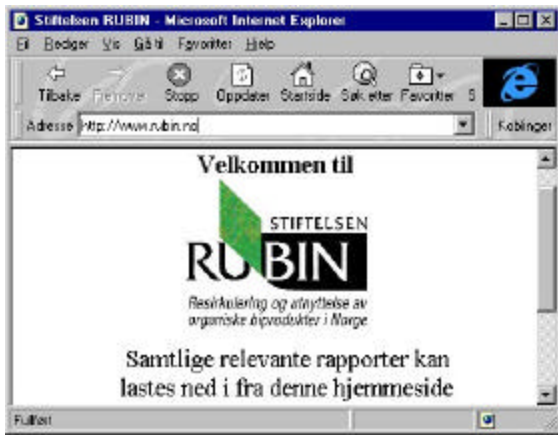 Stiftelsen RUBIN - Microsoft Internet Explorer
Fil Rediger Vis Gå til Favoritter Hjelp
Tilbake Fremover Stopp Oppdater Startside Søk etter Favoritter S
Adresse http://www.rubin.no Koblinger
Velkommen til
STIFTELSEN
RUBIN
Resirkulering og utnyttelse av
organiske biprodukter i Norge
Samtlige relevante rapporter kan
lastes ned i fra denne hjemmeside
Fullført